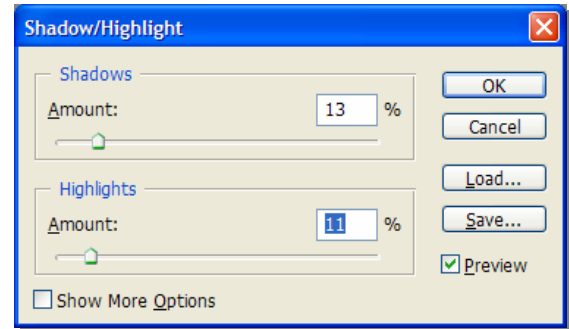 Shadow/Highlight
Shadows
Amount: 13 %
Highlights
Amount: 11 %
Show More Options
OK
Cancel
Load...
Save...
Preview